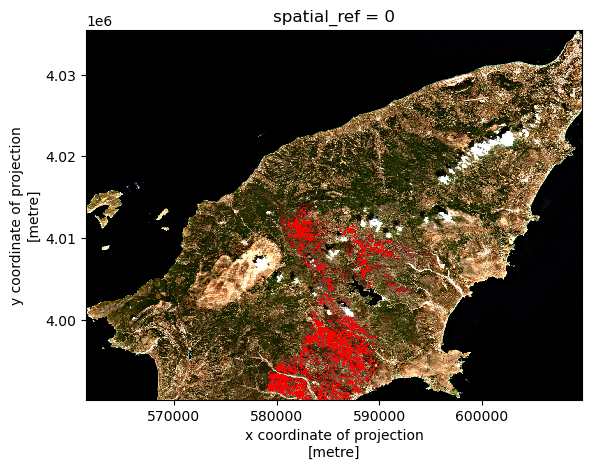 spatial_ref = 0
1e6
4.03
4.02
4.01
4.00
y coordinate of projection
[metre]
570000 580000 590000 600000
x coordinate of projection
[metre]